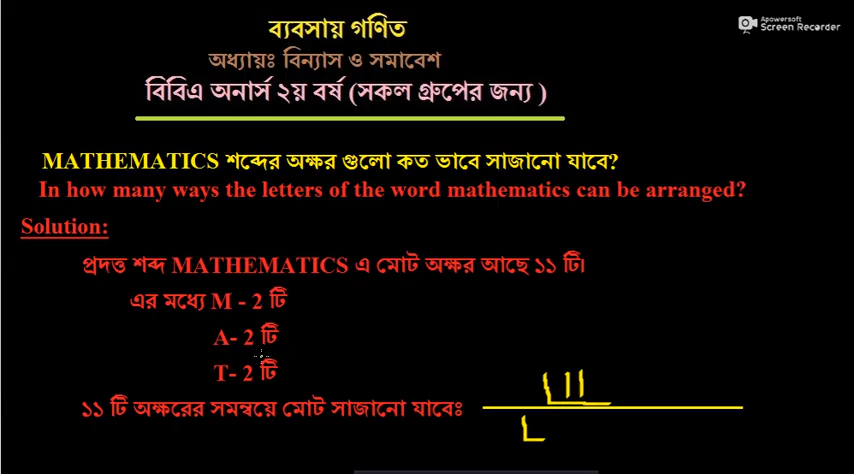 ব্যবসায় গণিত
Apowersoft
Screen Recorder
অধ্যায়ঃ বিন্যাস ও সমাবেশ
বিবিএ অনার্স ২য় বর্ষ (সকল গ্রুপের জন্য )
MATHEMATICS শব্দের অক্ষর গুলো কত ভাবে সাজানো যাবে?
In how many ways the letters of the word mathematics can be arranged?
Solution:
প্রদত্ত শব্দ MATHEMATICS এ মোট অক্ষর আছে ১১ টি।
এর মধ্যে M - 2 টি
A- 2 টি
T- 2 টি
১১ টি অক্ষরের সমন্বয়ে মোট সাজানো যাবেঃ
11